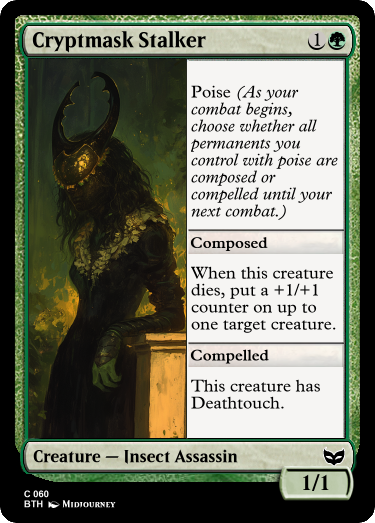 Cryptmask Stalker 1
Poise (As your
combat begins,
choose whether all
permanents you
control with poise are
composed or
compelled until your
next combat.)
Composed
When this creature
dies, put a +1/+1
counter on up to
one target creature.
Compelled
This creature has
Deathtouch.
Creature — Insect Assassin
1/1
C 060
BTH Midjourney